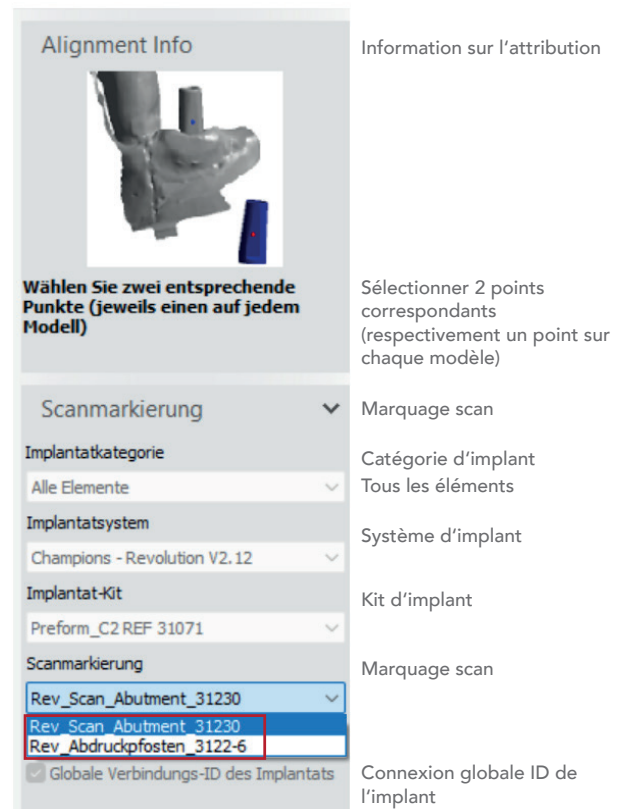 Alignment Info
Information sur l’attribution
Wählen Sie zwei entsprechende
Punkte (jeweils einen auf jedem
Modell)
Sélectionner 2 points
correspondants
(respectivement un point sur
chaque modèle)
Scanmarkierung
Marquage scan
Implantatkategorie
Catégorie d’implant
Alle Elemente
Tous les éléments
Implantatsystem
Système d’implant
Champions - Revolution V2.12
Implantat-Kit
Kit d’implant
Preform_C2 REF 31071
Scanmarkierung
Marquage scan
Rev_Scan_Abutment_31230
Rev_Scan_Abutment_31230
Rev_Abdruckpfosten_3122-6
Globale Verbindungs-ID des Implantats
Connexion globale ID de
l’implant